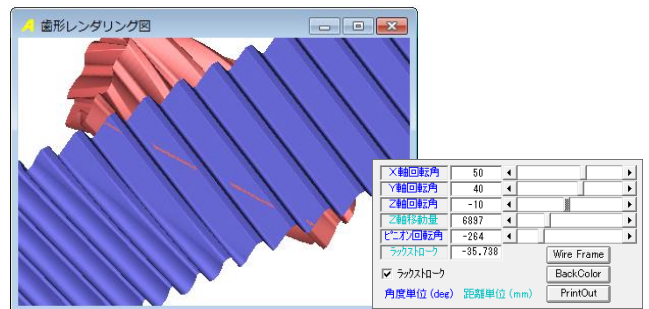 歯形レンダリング図
X軸回転角 50
Y軸回転角 40
Z軸回転角 -10
Z軸移動量 6897
ピニオン回転角 -264
ラックストローク -35.738
Wire Frame
ラックストローク
BackColor
角度単位 (deg) 距離単位 (mm)
PrintOut